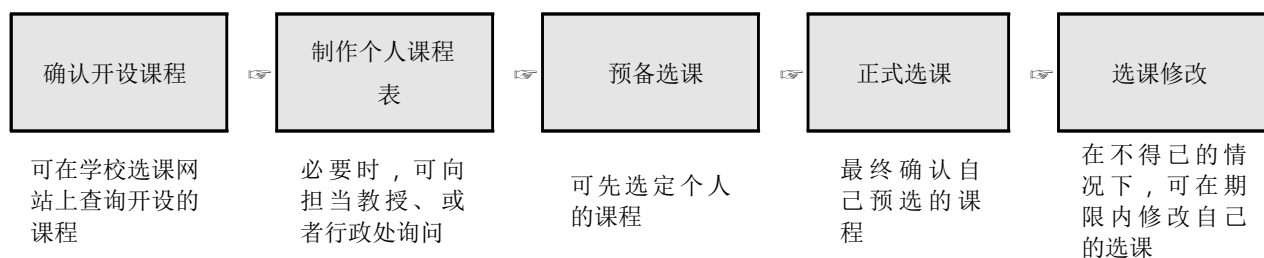 确认开设课程
☞
制作个人课程
表
☞
预备选课
☞
正式选课
☞
选课修改
可在学校选课网
站上查询开设的
课程
必要时，可向
担当教授、或
者行政处询问
可先选定个人
的课程
最终确认自
己预选的课
程
在不得已的情
况下，可在期
限内修改自己
的选课